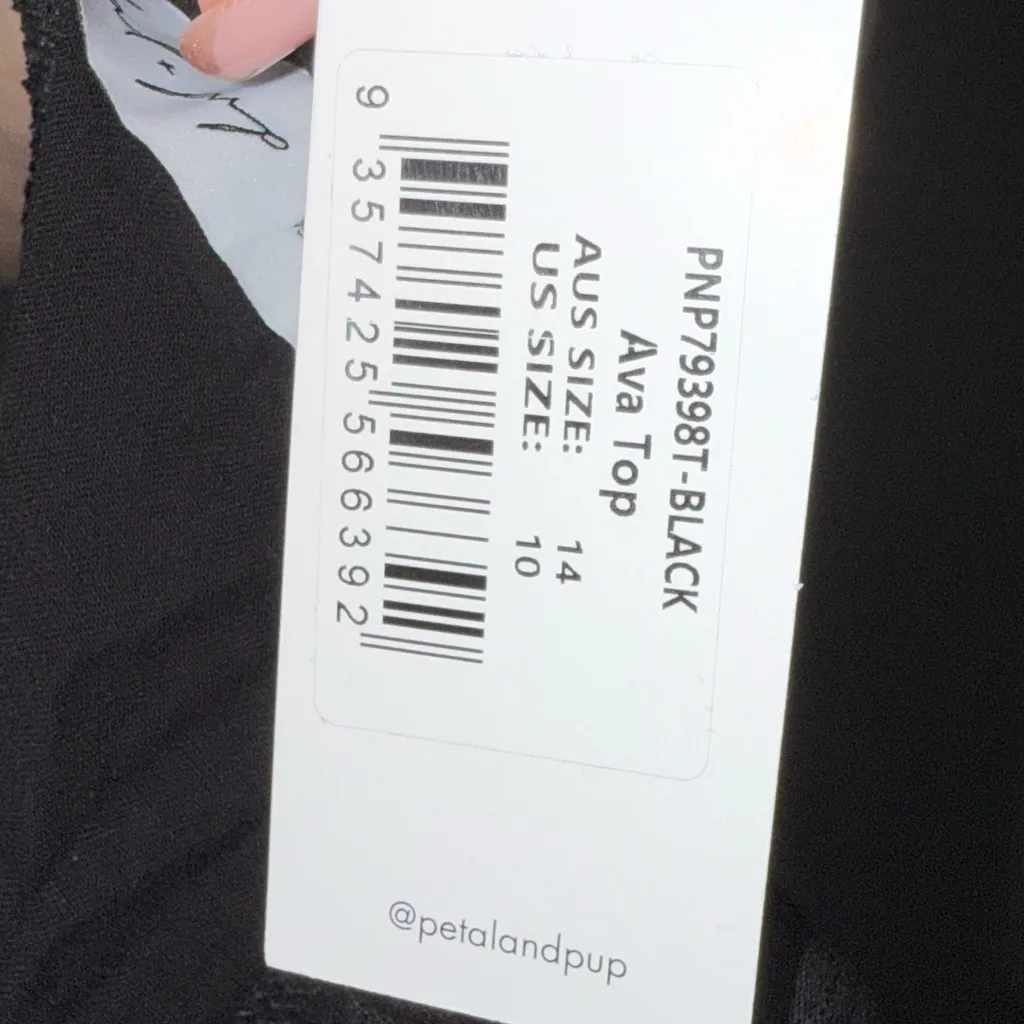 PNP79398T-BLACK
Ava Top
AUS SIZE: 14
US SIZE: 10
9 357425 566392
@petalandpup